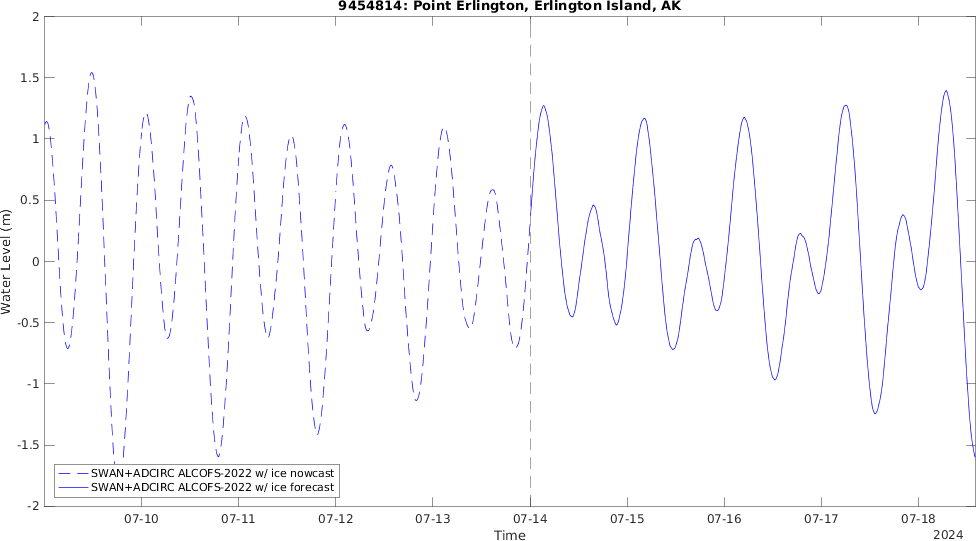 9454814: Point Erlington, Erlington Island, AK
Water Level (m)
2
1.5
1
0.5
0
-0.5
-1
-1.5
-2
SWAN+ADCIRC ALCOFS-2022 w/ ice nowcast
SWAN+ADCIRC ALCOFS-2022 w/ ice forecast
07-10 07-11 07-12 07-13 07-14 07-15 07-16 07-17 07-18
Time
2024